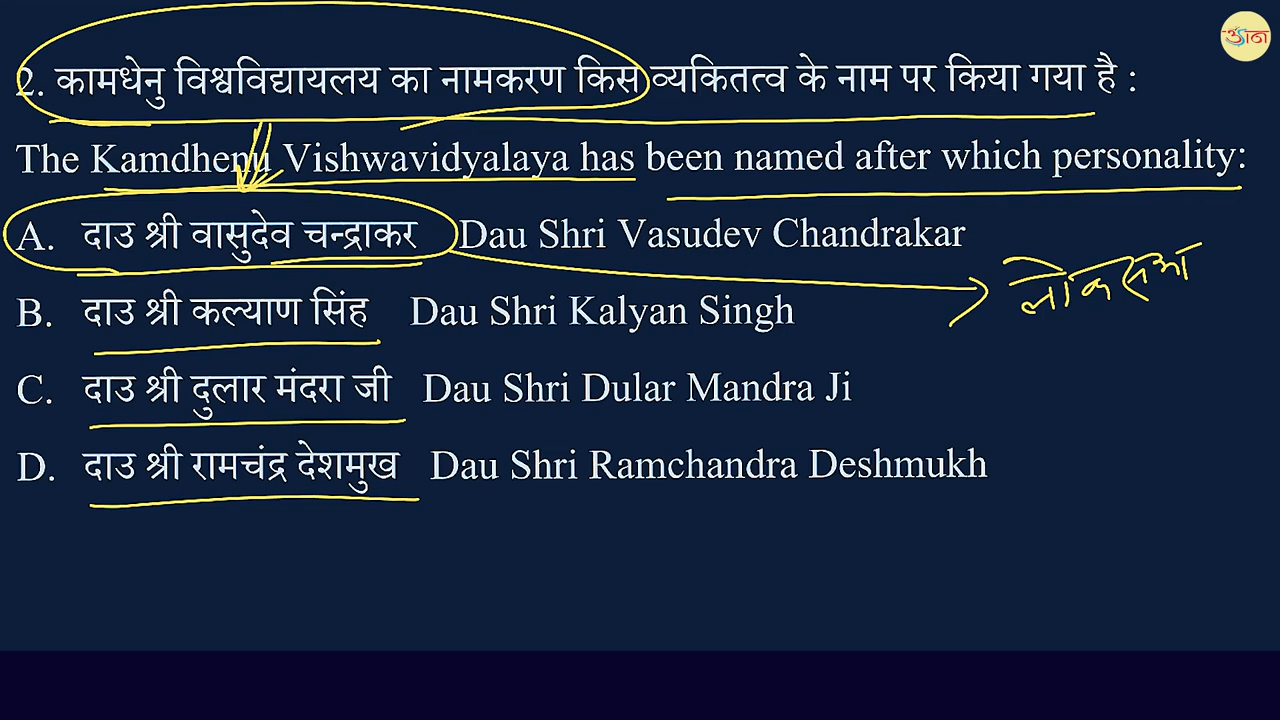 उड़ान
2. कामधेनु विश्वविद्यायलय का नामकरण किस व्यकितत्व के नाम पर किया गया है :
The Kamdhenu Vishwavidyalaya has been named after which personality:
A. दाउ श्री वासुदेव चन्द्राकर Dau Shri Vasudev Chandrakar
लोकसभा
B. दाउ श्री कल्याण सिंह Dau Shri Kalyan Singh
C. दाउ श्री दुलार मंदरा जी Dau Shri Dular Mandra Ji
D. दाउ श्री रामचंद्र देशमुख Dau Shri Ramchandra Deshmukh